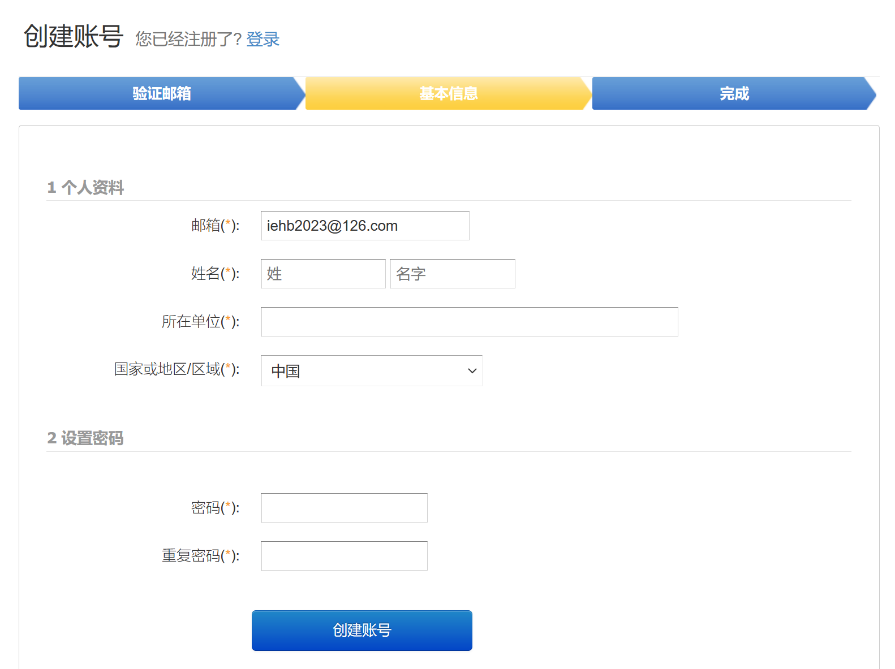 创建账号 您已经注册了? 登录
验证邮箱 基本信息 完成
1 个人资料
邮箱(*): iehb2023@126.com
姓名(*): 姓 名字
所在单位(*):
国家或地区/区域(*): 中国
2 设置密码
密码(*):
重复密码(*):
创建账号